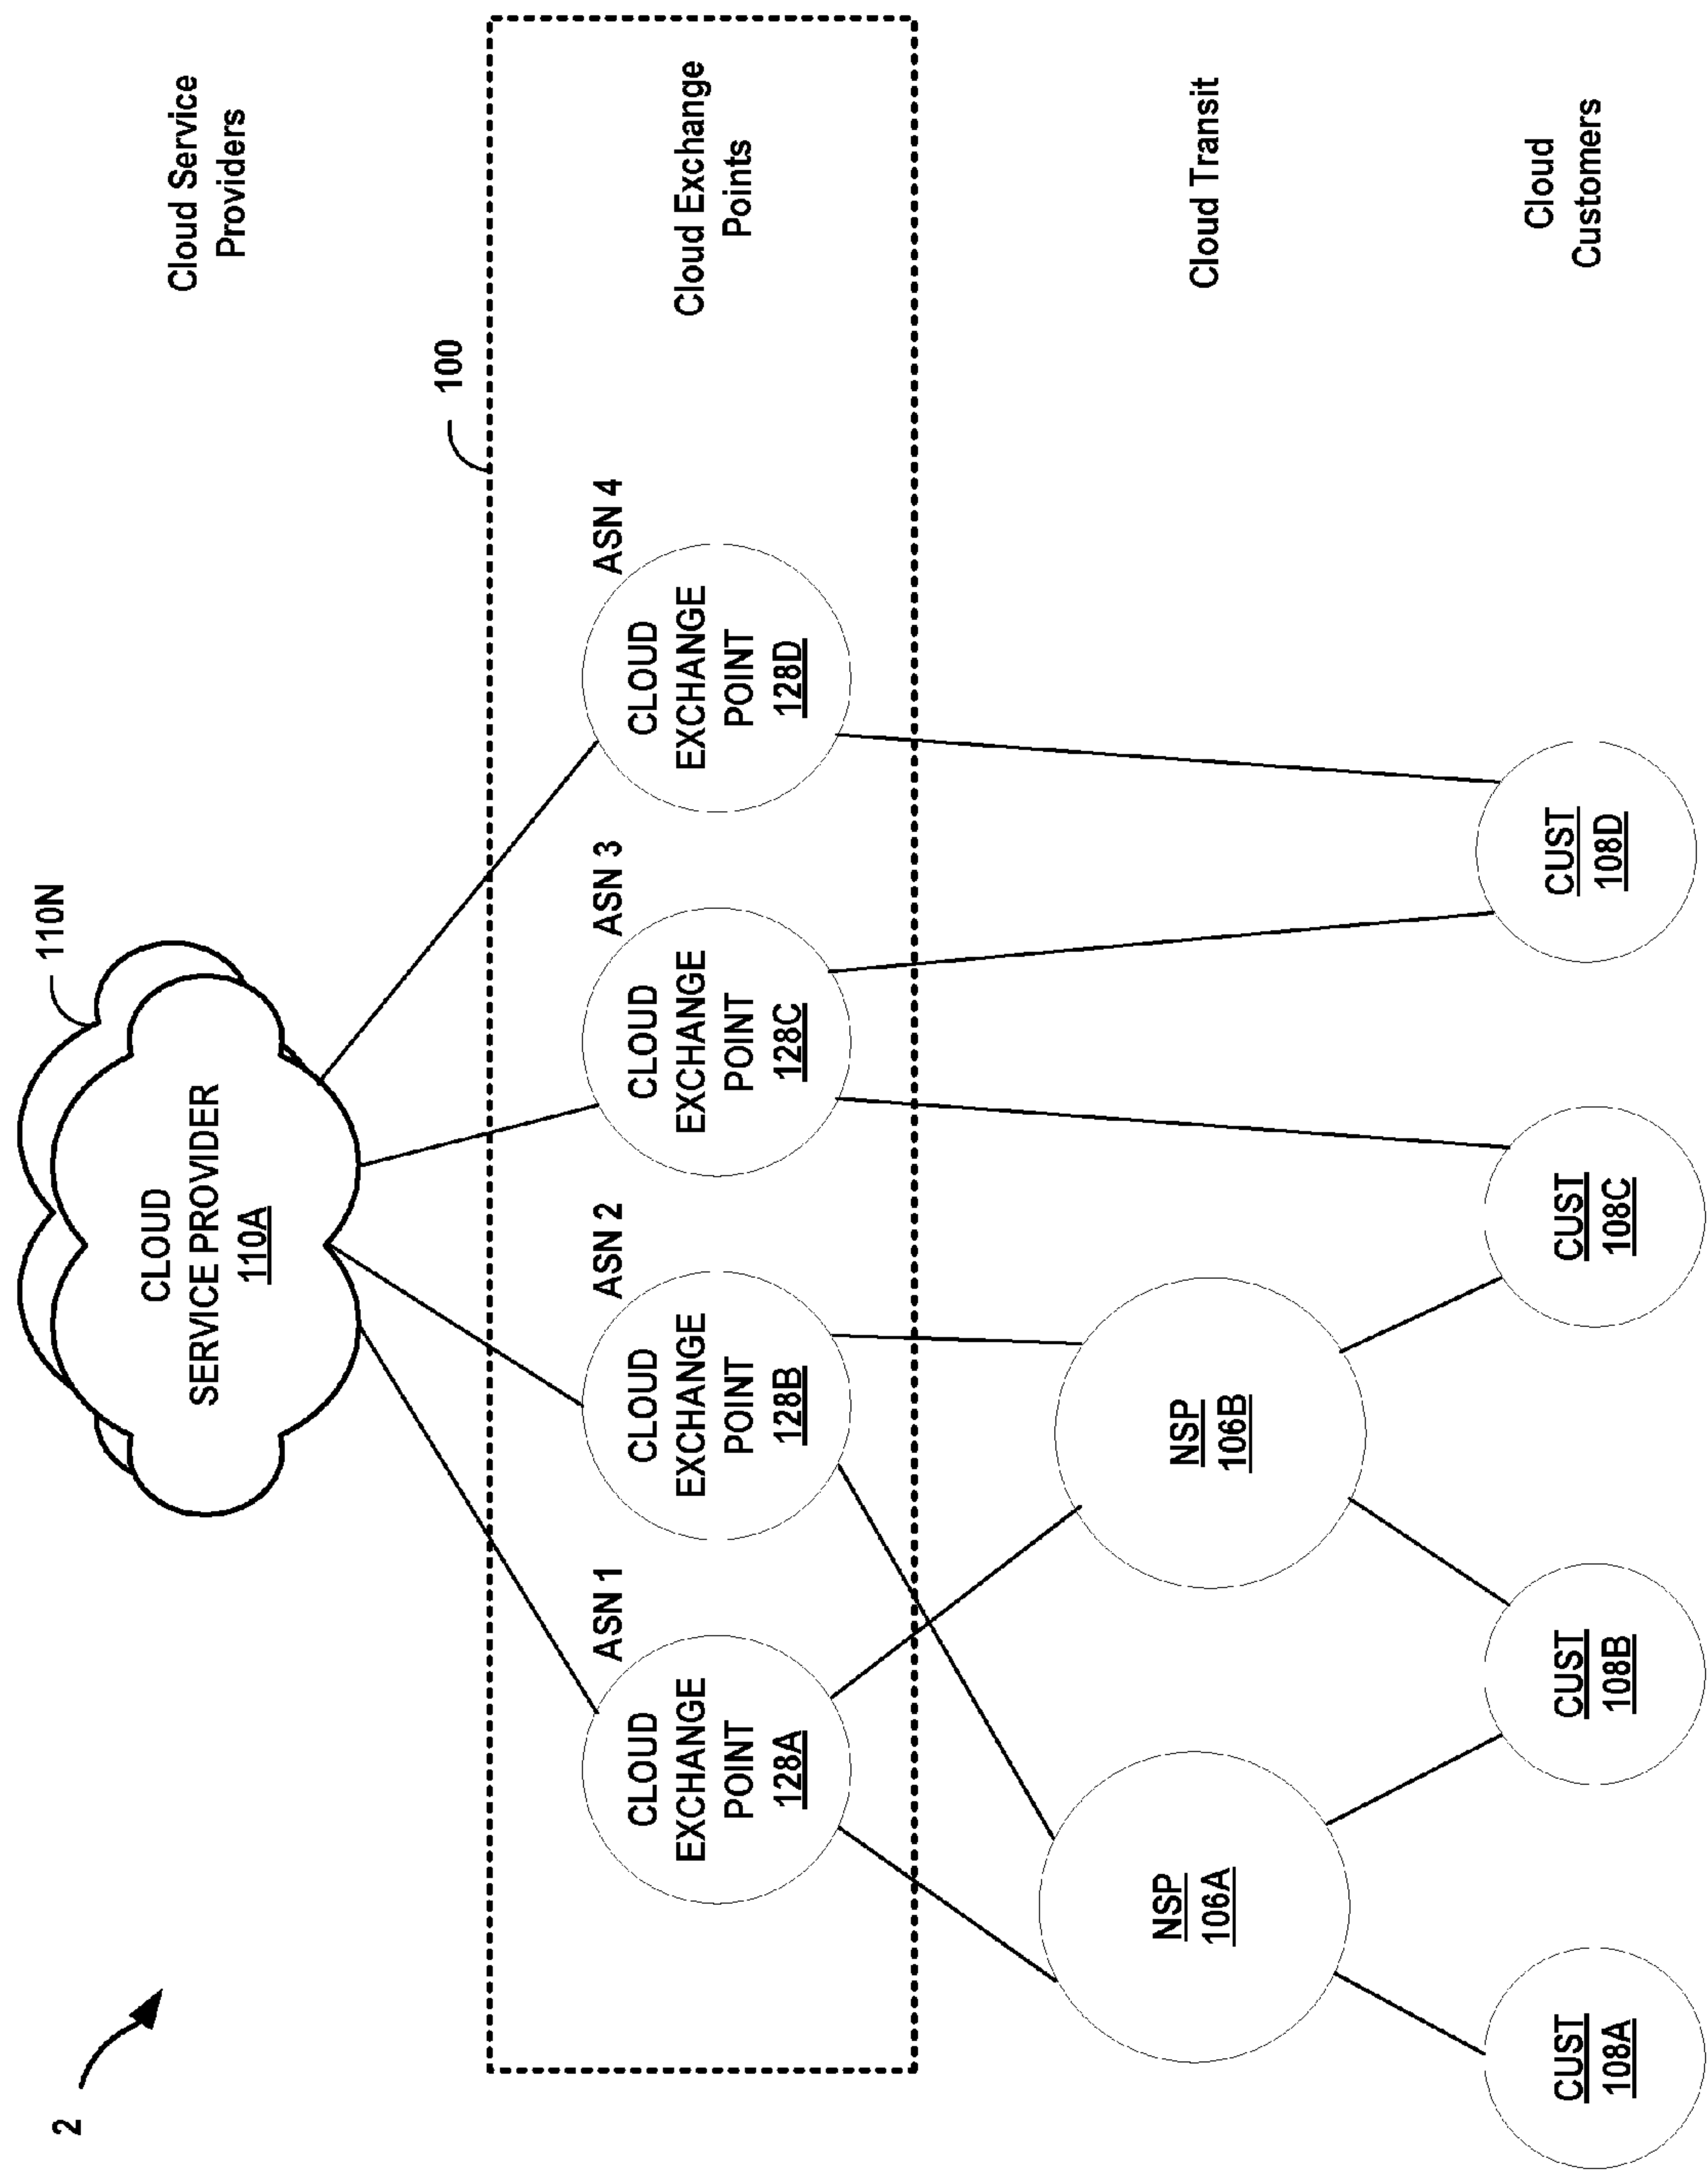 2
110N
CLOUD
SERVICE PROVIDER
110A
Cloud Service
Providers
100
ASN 1
ASN 2
ASN 3
ASN 4
CLOUD
EXCHANGE
POINT
128A
CLOUD
EXCHANGE
POINT
128B
CLOUD
EXCHANGE
POINT
128C
CLOUD
EXCHANGE
POINT
128D
Cloud Exchange
Points
NSP
106A
NSP
106B
Cloud Transit
CUST
108A
CUST
108B
CUST
108C
CUST
108D
Cloud
Customers